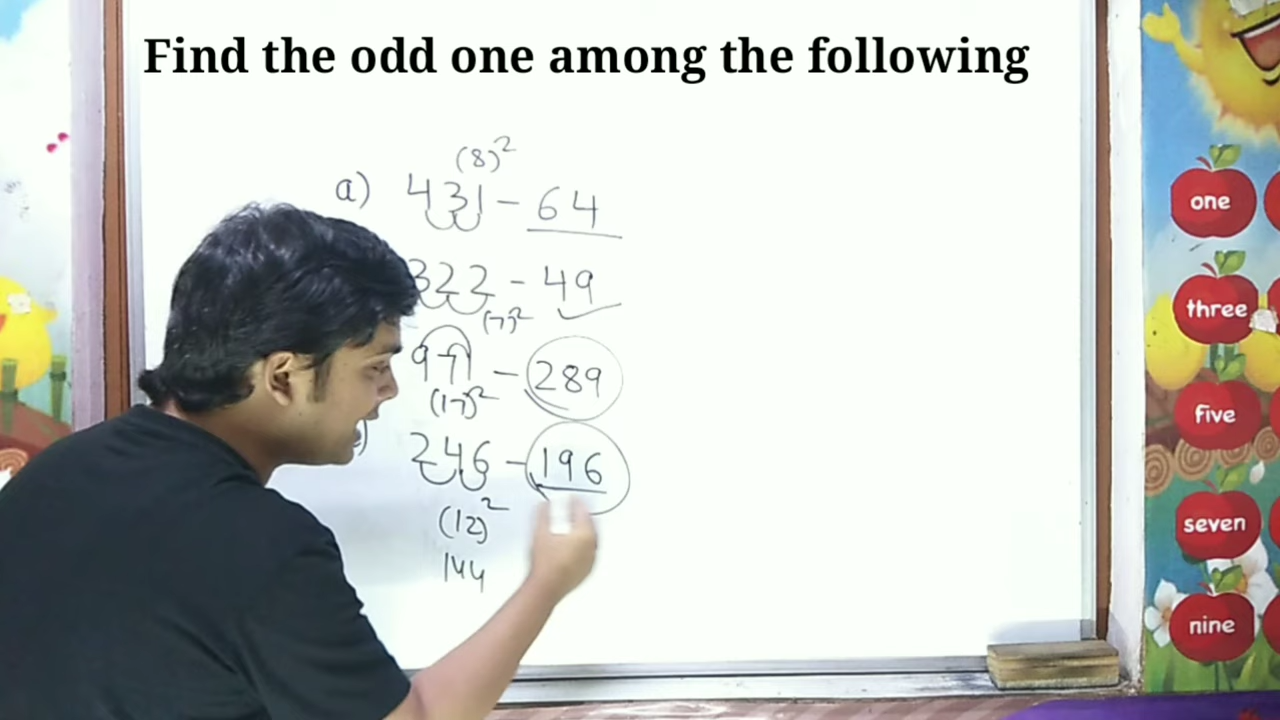 Find the odd one among the following
(8)²
a) 431 - 64
322 - 49
(7)²
971 - 289
(17)²
) 246 - 196
(12)²
144
one
three
five
seven
nine